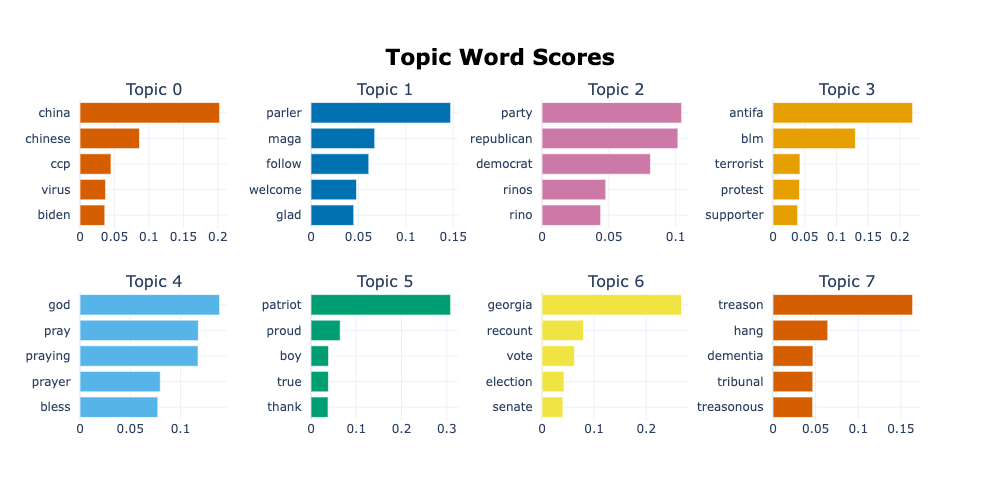 Topic Word Scores
Topic 0
china
chinese
ccp
virus
biden
0 0.05 0.1 0.15 0.2
Topic 1
parler
maga
follow
welcome
glad
0 0.05 0.1 0.15
Topic 2
party
republican
democrat
rinos
rino
0 0.05 0.1
Topic 3
antifa
blm
terrorist
protest
supporter
0 0.05 0.1 0.15 0.2
Topic 4
god
pray
praying
prayer
bless
0 0.05 0.1
Topic 5
patriot
proud
boy
true
thank
0 0.1 0.2 0.3
Topic 6
georgia
recount
vote
election
senate
0 0.1 0.2
Topic 7
treason
hang
dementia
tribunal
treasonous
0 0.05 0.1 0.15